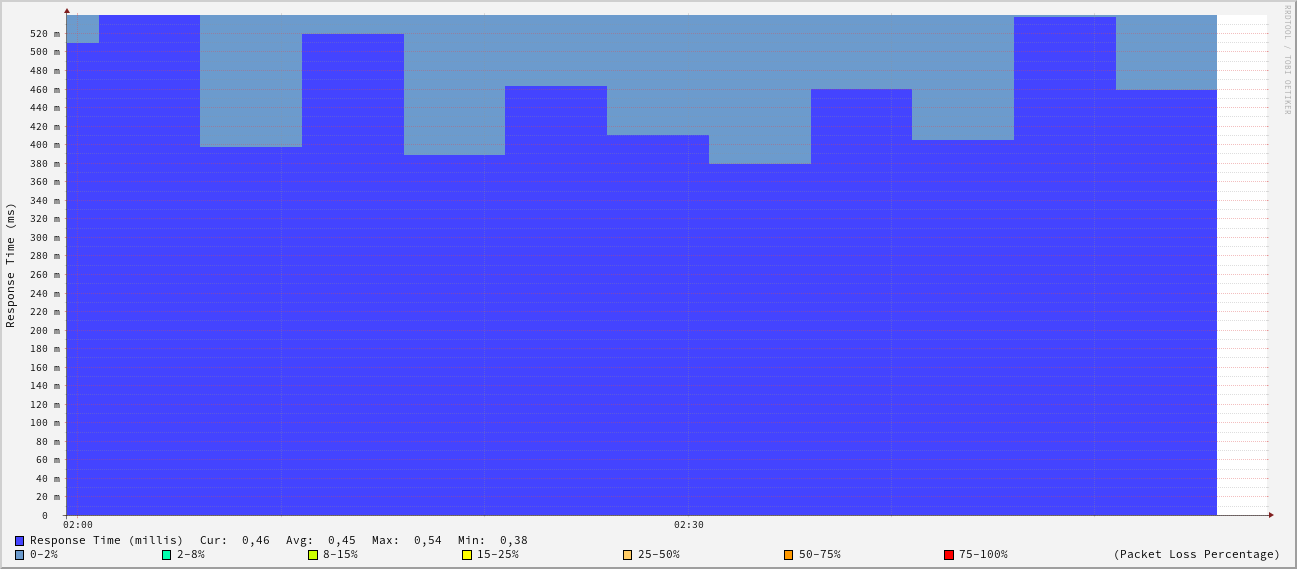 RRDTOOL / TOBI OETIKER
Response Time (ms)
520 m
500 m
480 m
460 m
440 m
420 m
400 m
380 m
360 m
340 m
320 m
300 m
280 m
260 m
240 m
220 m
200 m
180 m
160 m
140 m
120 m
100 m
80 m
60 m
40 m
20 m
0
02:00 02:30
Response Time (millis) Cur: 0,46 Avg: 0,45 Max: 0,54 Min: 0,38
0-2% 2-8% 8-15% 15-25% 25-50% 50-75% 75-100% (Packet Loss Percentage)